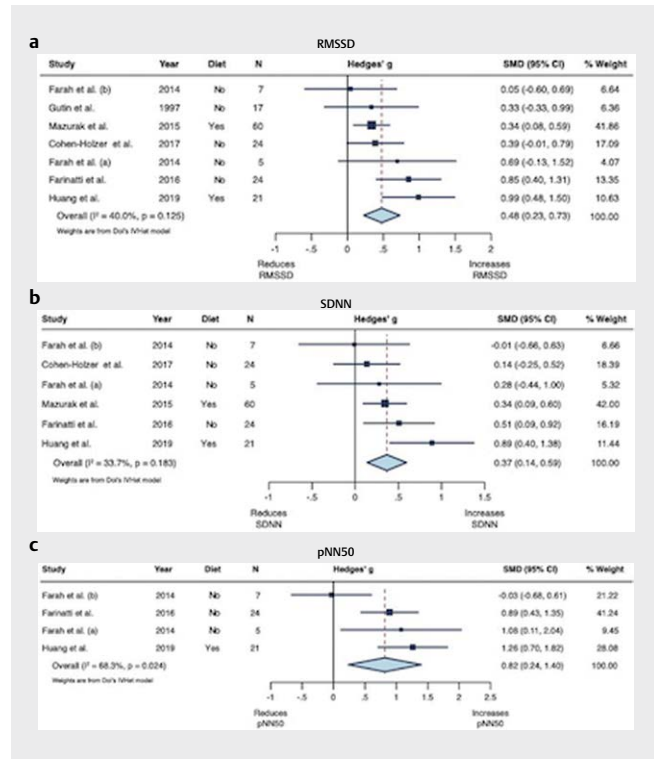 a
RMSSD
Study Year Diet N Hedges' g SMD (95% CI) % Weight
Farah et al. (b) 2014 No 7 0.05 (-0.60, 0.69) 6.64
Gutin et al. 1997 No 17 0.33 (-0.33, 0.99) 6.36
Mazurak et al. 2015 Yes 60 0.34 (0.08, 0.59) 41.86
Cohen-Holzer et al. 2017 No 24 0.39 (-0.01, 0.79) 17.09
Farah et al. (a) 2014 No 5 0.69 (-0.13, 1.52) 4.07
Farinatti et al. 2016 No 24 0.85 (0.40, 1.31) 13.35
Huang et al. 2019 Yes 21 0.99 (0.48, 1.50) 10.63
Overall (I² = 40.0%, p = 0.125) 0.48 (0.23, 0.73) 100.00
Weights are from Doi's IVHet model
-1 -.5 0 .5 1 1.5 2
Reduces Increases
RMSSD RMSSD
b
SDNN
Study Year Diet N Hedges' g SMD (95% CI) % Weight
Farah et al. (b) 2014 No 7 -0.01 (-0.66, 0.63) 6.66
Cohen-Holzer et al. 2017 No 24 0.14 (-0.25, 0.52) 18.39
Farah et al. (a) 2014 No 5 0.28 (-0.44, 1.00) 5.32
Mazurak et al. 2015 Yes 60 0.34 (0.09, 0.60) 42.00
Farinatti et al. 2016 No 24 0.51 (0.09, 0.92) 16.19
Huang et al. 2019 Yes 21 0.89 (0.40, 1.38) 11.44
Overall (I² = 33.7%, p = 0.183) 0.37 (0.14, 0.59) 100.00
Weights are from Doi's IVHet model
-1 -.5 0 .5 1 1.5
Reduces Increases
SDNN SDNN
c
pNN50
Study Year Diet N Hedges' g SMD (95% CI) % Weight
Farah et al. (b) 2014 No 7 -0.03 (-0.68, 0.61) 21.22
Farinatti et al. 2016 No 24 0.89 (0.43, 1.35) 41.24
Farah et al. (a) 2014 No 5 1.08 (0.11, 2.04) 9.45
Huang et al. 2019 Yes 21 1.26 (0.70, 1.82) 28.08
Overall (I² = 68.3%, p = 0.024) 0.82 (0.24, 1.40) 100.00
Weights are from Doi's IVHet model
-1 -.5 0 .5 1 1.5 2 2.5
Reduces Increases
pNN50 pNN50